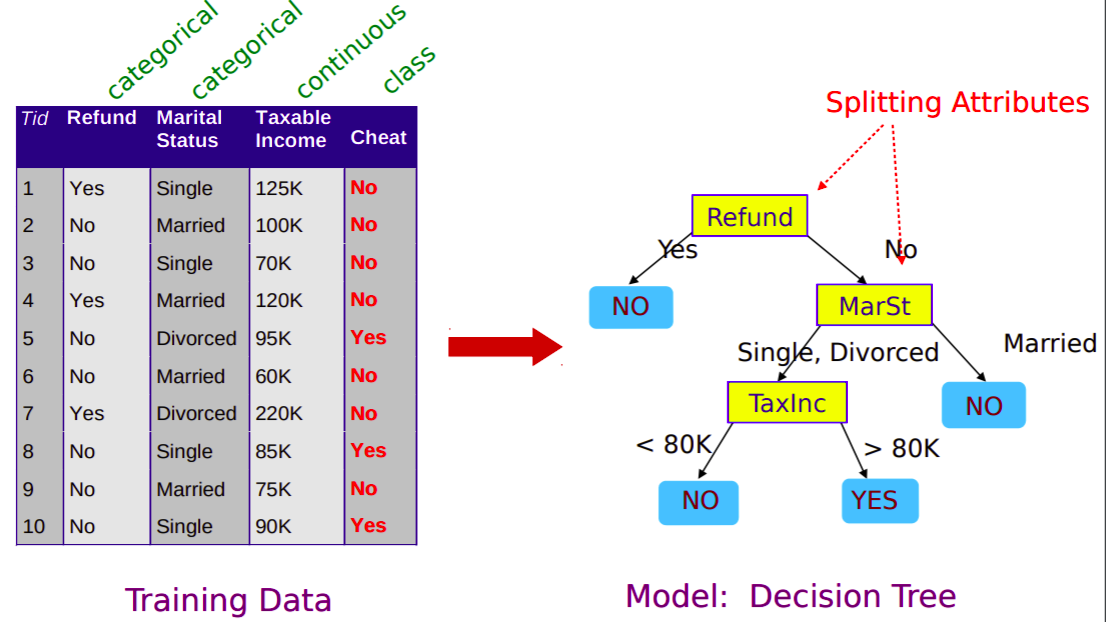 categorical categorical continuous class
Tid Refund Marital Status Taxable Income Cheat
1 Yes Single 125K No
2 No Married 100K No
3 No Single 70K No
4 Yes Married 120K No
5 No Divorced 95K Yes
6 No Married 60K No
7 Yes Divorced 220K No
8 No Single 85K Yes
9 No Married 75K No
10 No Single 90K Yes
Training Data
Splitting Attributes
Refund
Yes No
NO MarSt
Single, Divorced Married
TaxInc NO
< 80K > 80K
NO YES
Model: Decision Tree